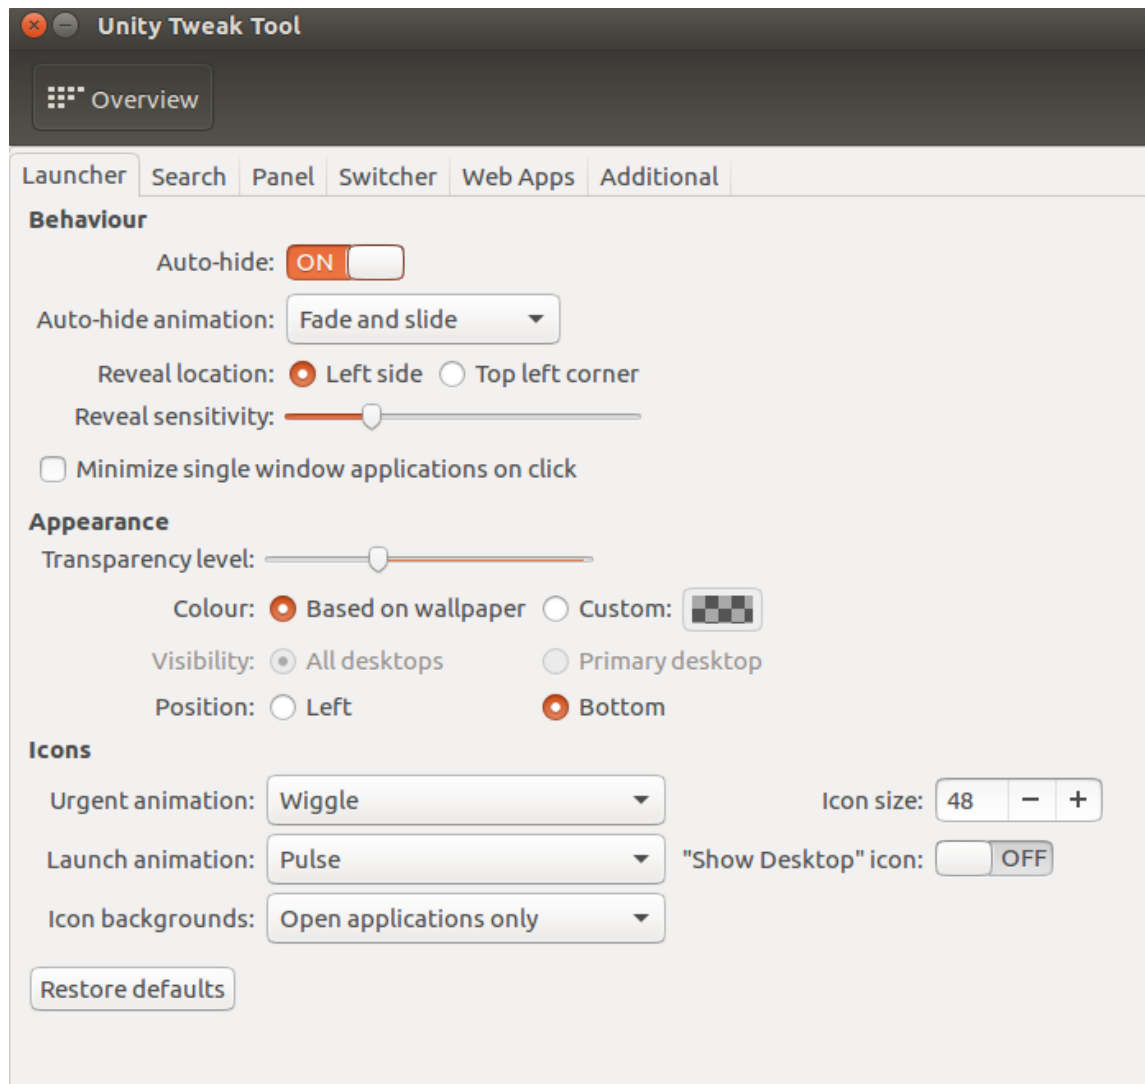 Unity Tweak Tool
Overview
Launcher Search Panel Switcher Web Apps Additional
Behaviour
Auto-hide: ON
Auto-hide animation: Fade and slide
Reveal location: Left side Top left corner
Reveal sensitivity:
Minimize single window applications on click
Appearance
Transparency level:
Colour: Based on wallpaper Custom:
Visibility: All desktops Primary desktop
Position: Left Bottom
Icons
Urgent animation: Wiggle Icon size: 48 − +
Launch animation: Pulse "Show Desktop" icon: OFF
Icon backgrounds: Open applications only
Restore defaults